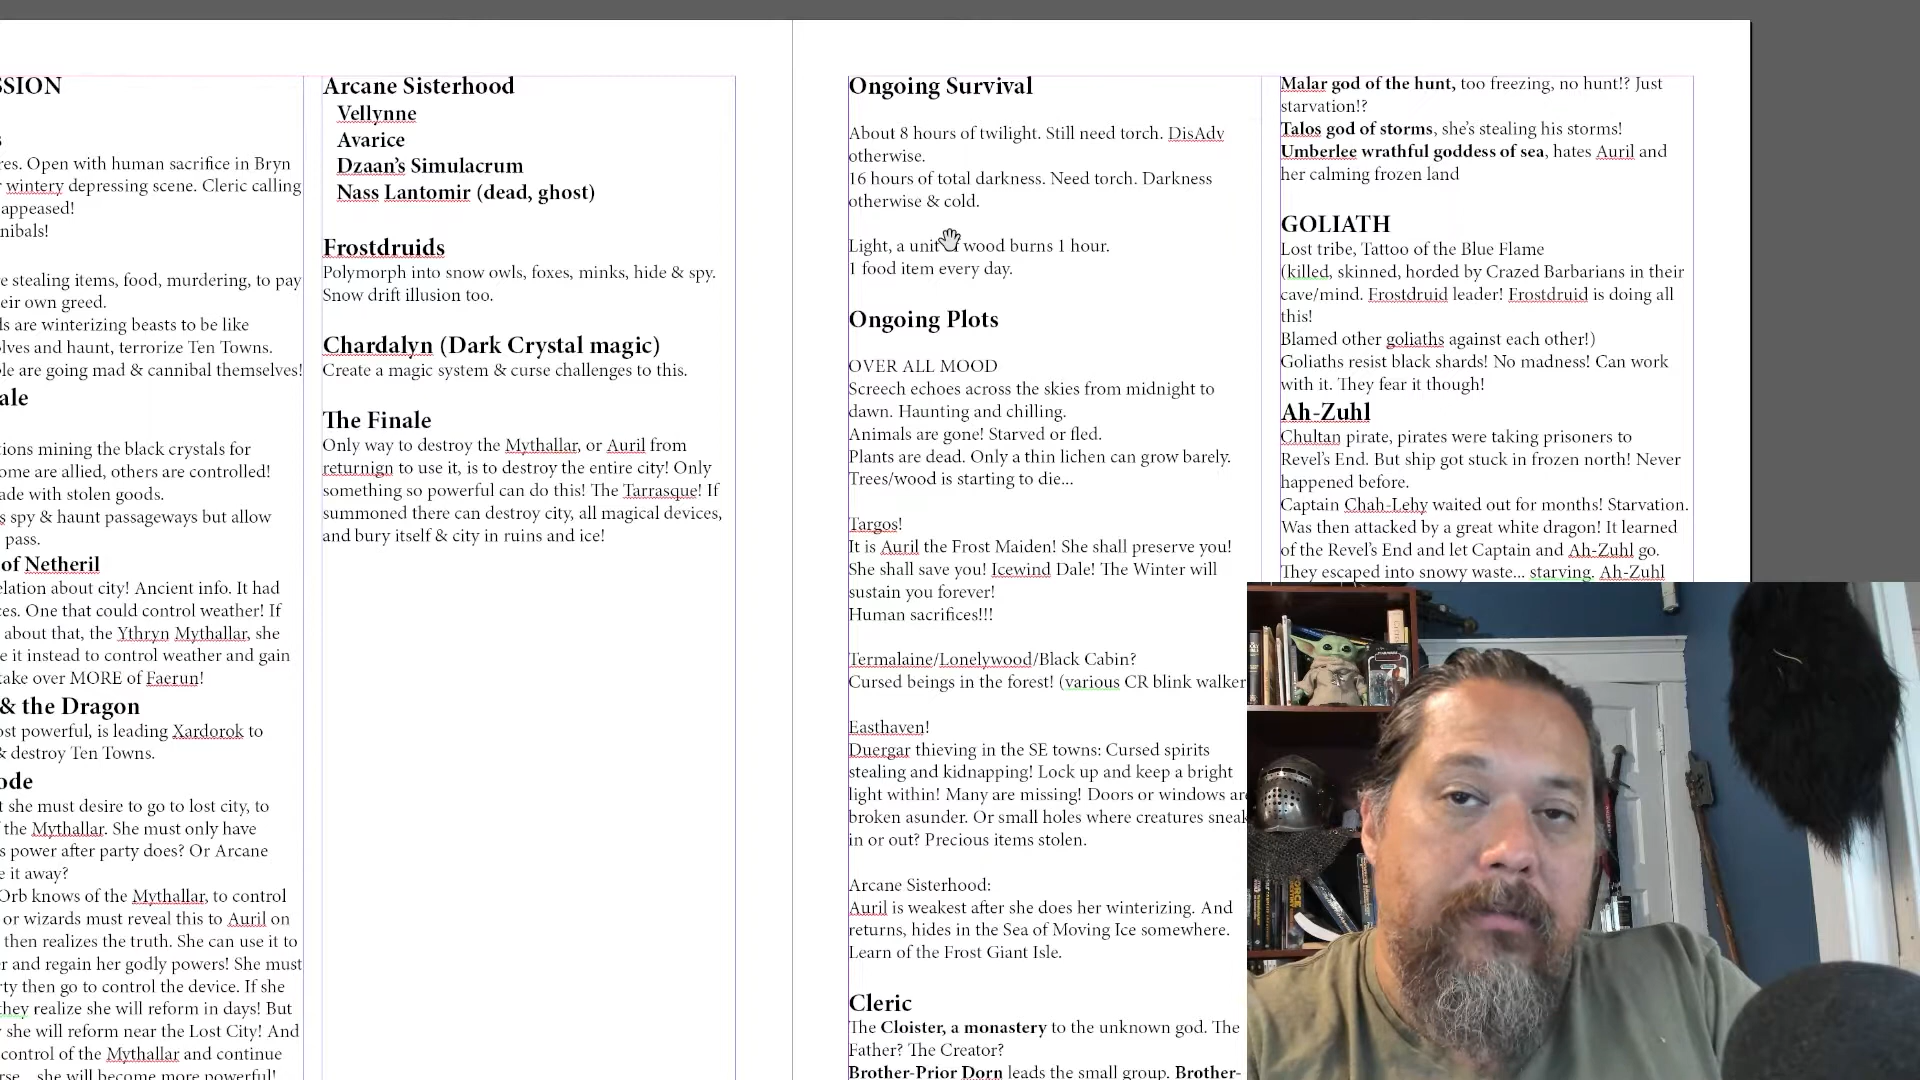 SSION
res. Open with human sacrifice in Bryn
wintery depressing scene. Cleric calling
appeased!
nibals!
re stealing items, food, murdering, to pay
eir own greed.
ds are winterizing beasts to be like
olves and haunt, terrorize Ten Towns.
ole are going mad & cannibal themselves!
ale
tions mining the black crystals for
ome are allied, others are controlled!
ade with stolen goods.
s spy & haunt passageways but allow
pass.
of Netheril
elation about city! Ancient info. It had
ces. One that could control weather! If
about that, the Ythryn Mythallar, she
e it instead to control weather and gain
take over MORE of Faerun!
& the Dragon
ost powerful, is leading Xardorok to
& destroy Ten Towns.
ode
t she must desire to go to lost city, to
f the Mythallar. She must only have
s power after party does? Or Arcane
e it away?
Orb knows of the Mythallar, to control
or wizards must reveal this to Auril on
then realizes the truth. She can use it to
er and regain her godly powers! She must
rty then go to control the device. If she
they realize she will reform in days! But
she will reform near the Lost City! And
control of the Mythallar and continue
rse... she will become more powerful!
Arcane Sisterhood
Vellynne
Avarice
Dzaan's Simulacrum
Nass Lantomir (dead, ghost)
Frostdruids
Polymorph into snow owls, foxes, minks, hide & spy.
Snow drift illusion too.
Chardalyn (Dark Crystal magic)
Create a magic system & curse challenges to this.
The Finale
Only way to destroy the Mythallar, or Auril from
returnign to use it, is to destroy the entire city! Only
something so powerful can do this! The Tarrasque! If
summoned there can destroy city, all magical devices,
and bury itself & city in ruins and ice!
Ongoing Survival
About 8 hours of twilight. Still need torch. DisAdv
otherwise.
16 hours of total darkness. Need torch. Darkness
otherwise & cold.
Light, a unit wood burns 1 hour.
1 food item every day.
Ongoing Plots
OVER ALL MOOD
Screech echoes across the skies from midnight to
dawn. Haunting and chilling.
Animals are gone! Starved or fled.
Plants are dead. Only a thin lichen can grow barely.
Trees/wood is starting to die...
Targos!
It is Auril the Frost Maiden! She shall preserve you!
She shall save you! Icewind Dale! The Winter will
sustain you forever!
Human sacrifices!!!
Termalaine/Lonelywood/Black Cabin?
Cursed beings in the forest! (various CR blink walker
Easthaven!
Duergar thieving in the SE towns: Cursed spirits
stealing and kidnapping! Lock up and keep a bright
light within! Many are missing! Doors or windows are
broken asunder. Or small holes where creatures sneak
in or out? Precious items stolen.
Arcane Sisterhood:
Auril is weakest after she does her winterizing. And
returns, hides in the Sea of Moving Ice somewhere.
Learn of the Frost Giant Isle.
Cleric
The Cloister, a monastery to the unknown god. The
Father? The Creator?
Brother-Prior Dorn leads the small group. Brother-
Malar god of the hunt, too freezing, no hunt!? Just
starvation!?
Talos god of storms, she's stealing his storms!
Umberlee wrathful goddess of sea, hates Auril and
her calming frozen land
GOLIATH
Lost tribe, Tattoo of the Blue Flame
(killed, skinned, horded by Crazed Barbarians in their
cave/mind. Frostdruid leader! Frostdruid is doing all
this!
Blamed other goliaths against each other!)
Goliaths resist black shards! No madness! Can work
with it. They fear it though!
Ah-Zuhl
Chultan pirate, pirates were taking prisoners to
Revel's End. But ship got stuck in frozen north! Never
happened before.
Captain Chah-Lehy waited out for months! Starvation.
Was then attacked by a great white dragon! It learned
of the Revel's End and let Captain and Ah-Zuhl go.
They escaped into snowy waste... starving. Ah-Zuhl